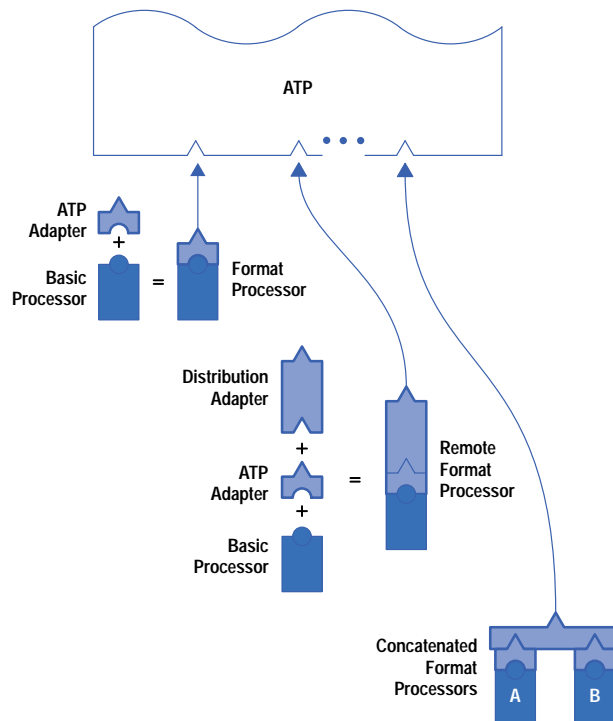 ATP
ATP
Adapter
+
Basic
Processor
=
Format
Processor
Distribution
Adapter
+
ATP
Adapter
=
Remote
Format
Processor
+
Basic
Processor
Concatenated
Format
Processors
A
B